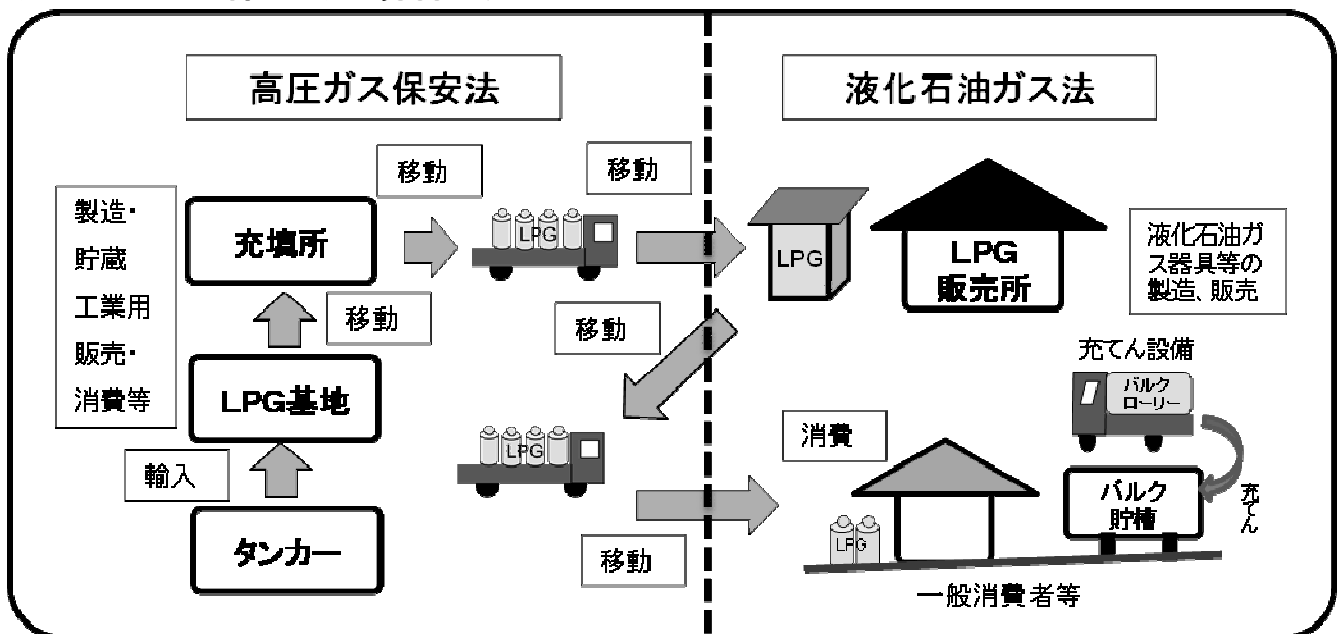 高圧ガス保安法
液化石油ガス法
移動
移動
製造・
貯蔵
工業用
販売・
消費等
充填所
LPG
LPG
LPG
販売所
液化石油ガ
ス器具等の
製造、販売
移動
移動
充てん設備
バルク
ローリー
LPG基地
LPG
消費
輸入
バルク
貯槽
充てん
タンカー
移動
LPG
一般消費者等